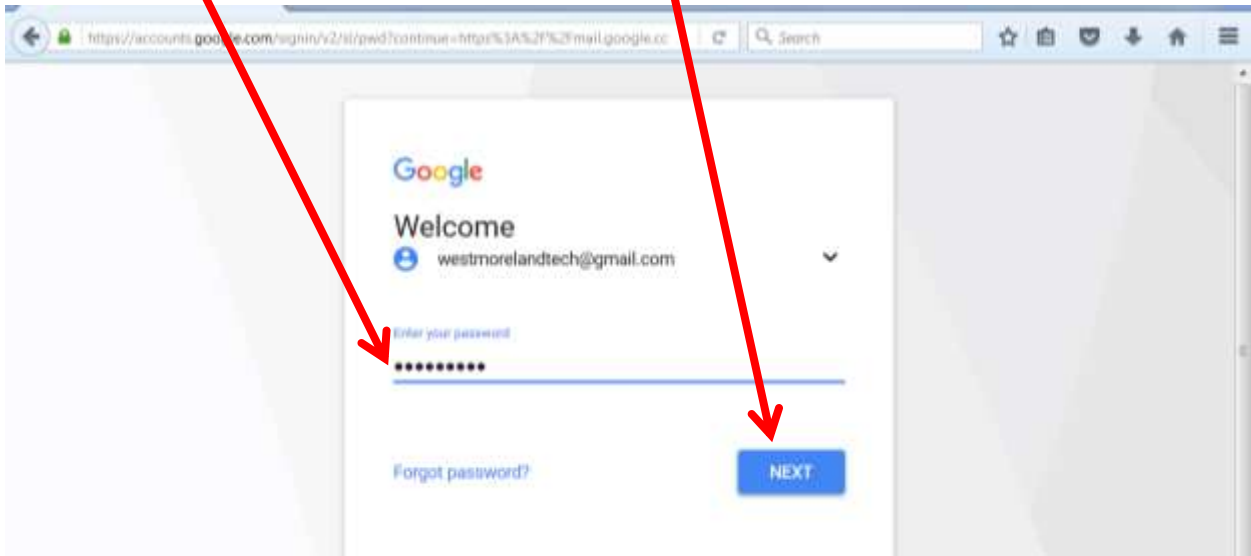 https://accounts.google.com/signin/v2/sl/pwd?continue=https%3A%2F%2Fmail.google.cc
Search
Google
Welcome
westmorelandtech@gmail.com
Enter your password
•••••••••
Forgot password?
NEXT